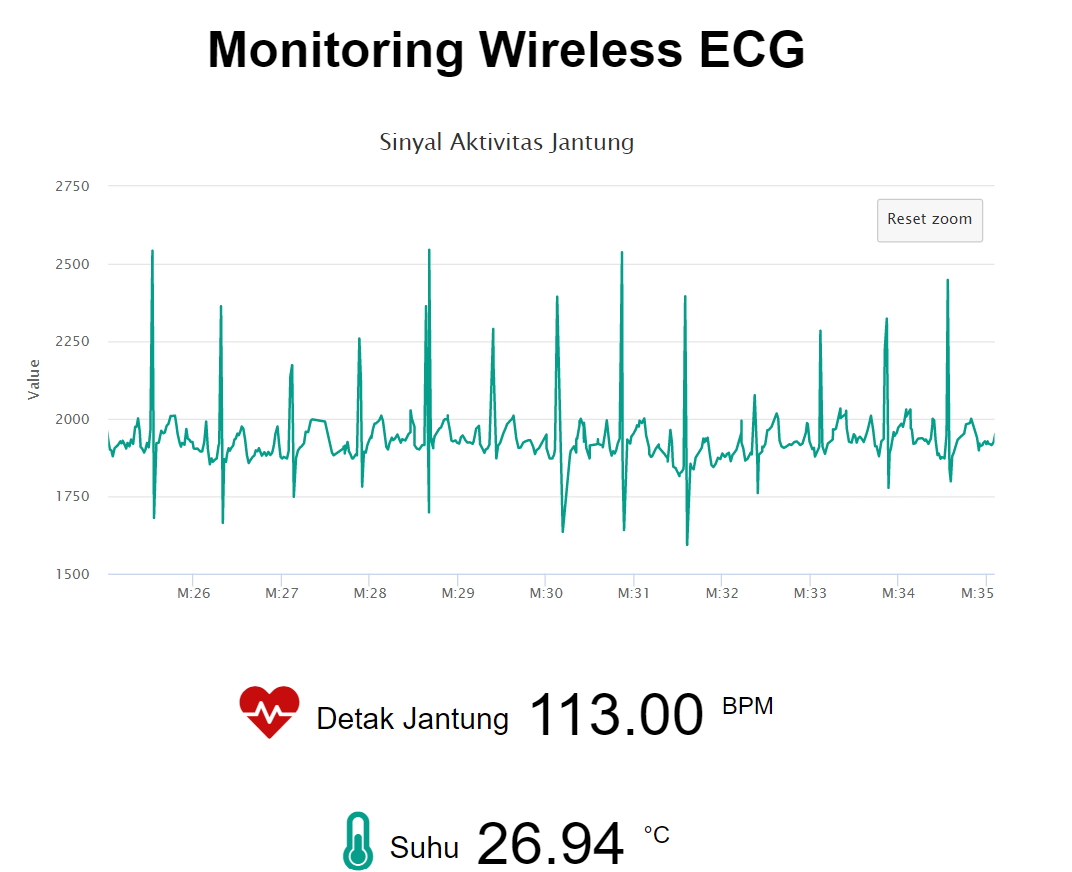 Monitoring Wireless ECG
Sinyal Aktivitas Jantung
Reset zoom
Value
2750
2500
2250
2000
1750
1500
M:26 M:27 M:28 M:29 M:30 M:31 M:32 M:33 M:34 M:35
Detak Jantung 113.00 BPM
Suhu 26.94 °C